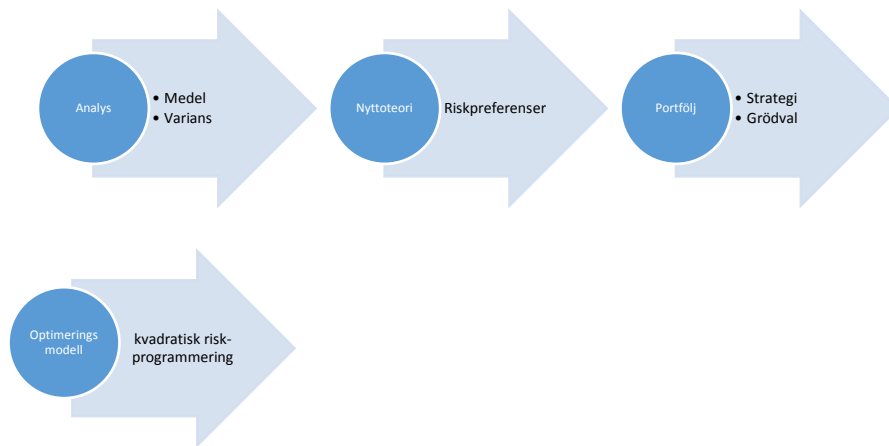 Analys
• Medel
• Varians
Nyttoteori
Riskpreferenser
Portfölj
• Strategi
• Grödval
Optimerings
modell
kvadratisk risk-
programmering